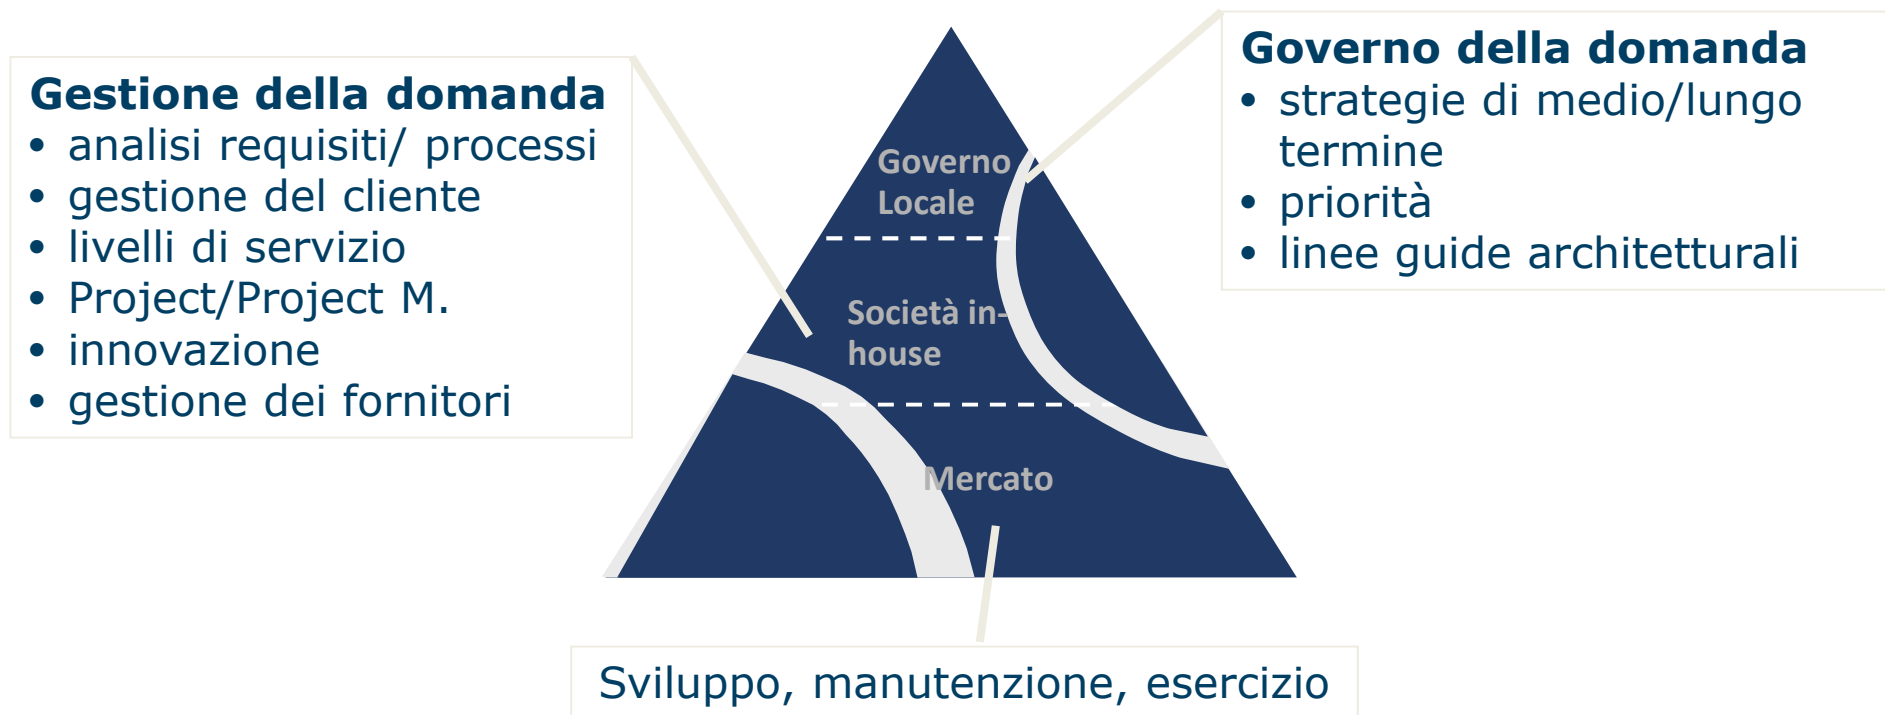 Gestione della domanda
• analisi requisiti/ processi
• gestione del cliente
• livelli di servizio
• Project/Project M.
• innovazione
• gestione dei fornitori
Governo
Locale
Società in-
house
Mercato
Governo della domanda
• strategie di medio/lungo
termine
• priorità
• linee guide architetturali
Sviluppo, manutenzione, esercizio